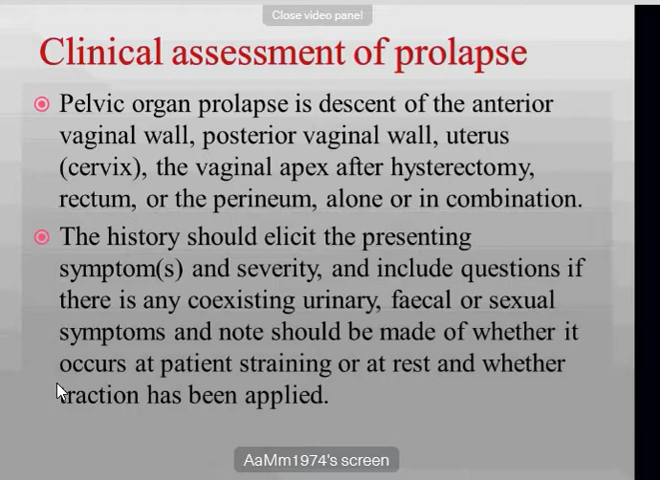 Close video panel
Clinical assessment of prolapse
Pelvic organ prolapse is descent of the anterior
vaginal wall, posterior vaginal wall, uterus
(cervix), the vaginal apex after hysterectomy,
rectum, or the perineum, alone or in combination.
The history should elicit the presenting
symptom(s) and severity, and include questions if
there is any coexisting urinary, faecal or sexual
symptoms and note should be made of whether it
occurs at patient straining or at rest and whether
traction has been applied.
AaMm1974's screen